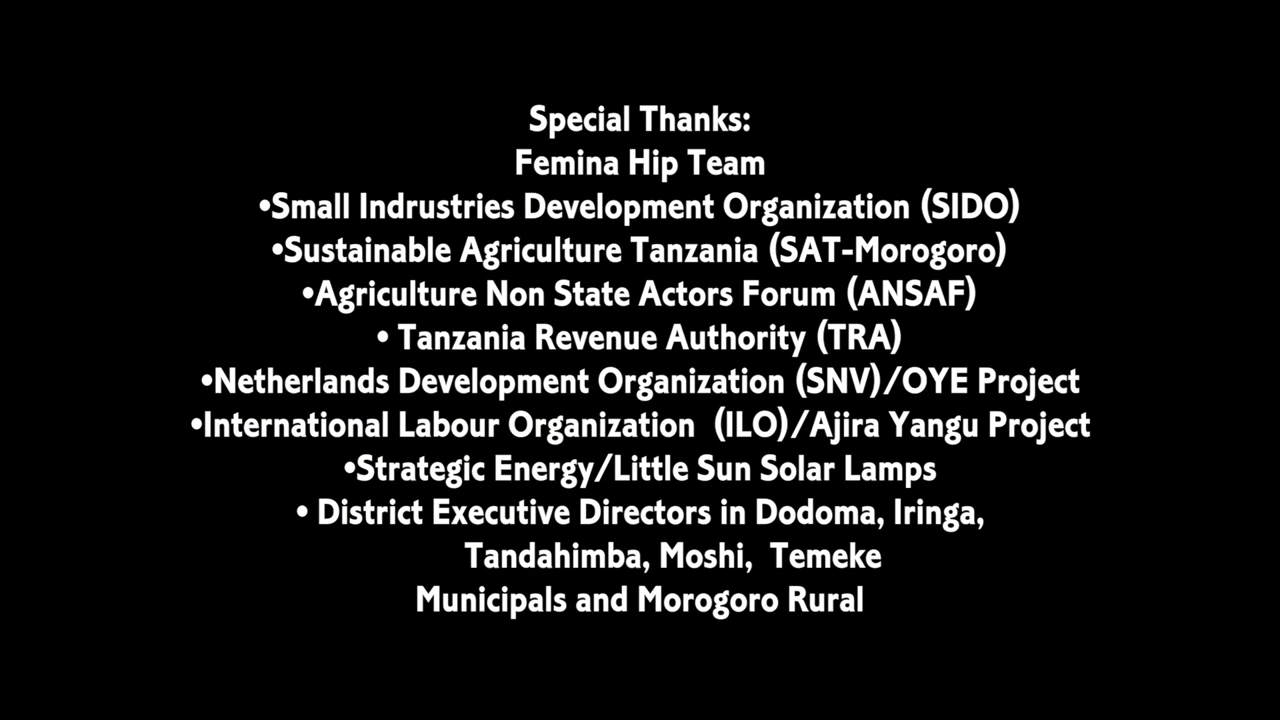 Special Thanks:
Femina Hip Team
•Small Indrustries Development Organization (SIDO)
•Sustainable Agriculture Tanzania (SAT-Morogoro)
•Agriculture Non State Actors Forum (ANSAF)
• Tanzania Revenue Authority (TRA)
•Netherlands Development Organization (SNV)/OYE Project
•International Labour Organization (ILO)/Ajira Yangu Project
•Strategic Energy/Little Sun Solar Lamps
• District Executive Directors in Dodoma, Iringa,
Tandahimba, Moshi, Temeke
Municipals and Morogoro Rural